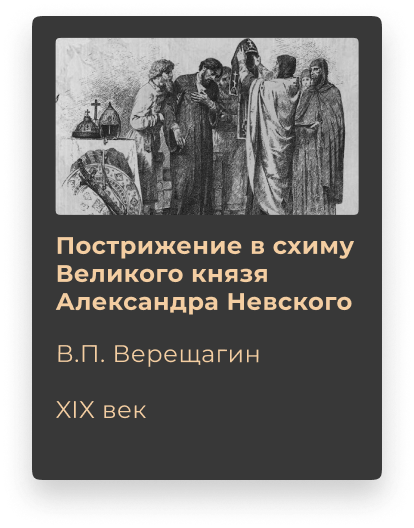 Пострижение в схиму
Великого князя
Александра Невского
В.П. Верещагин
XIX век